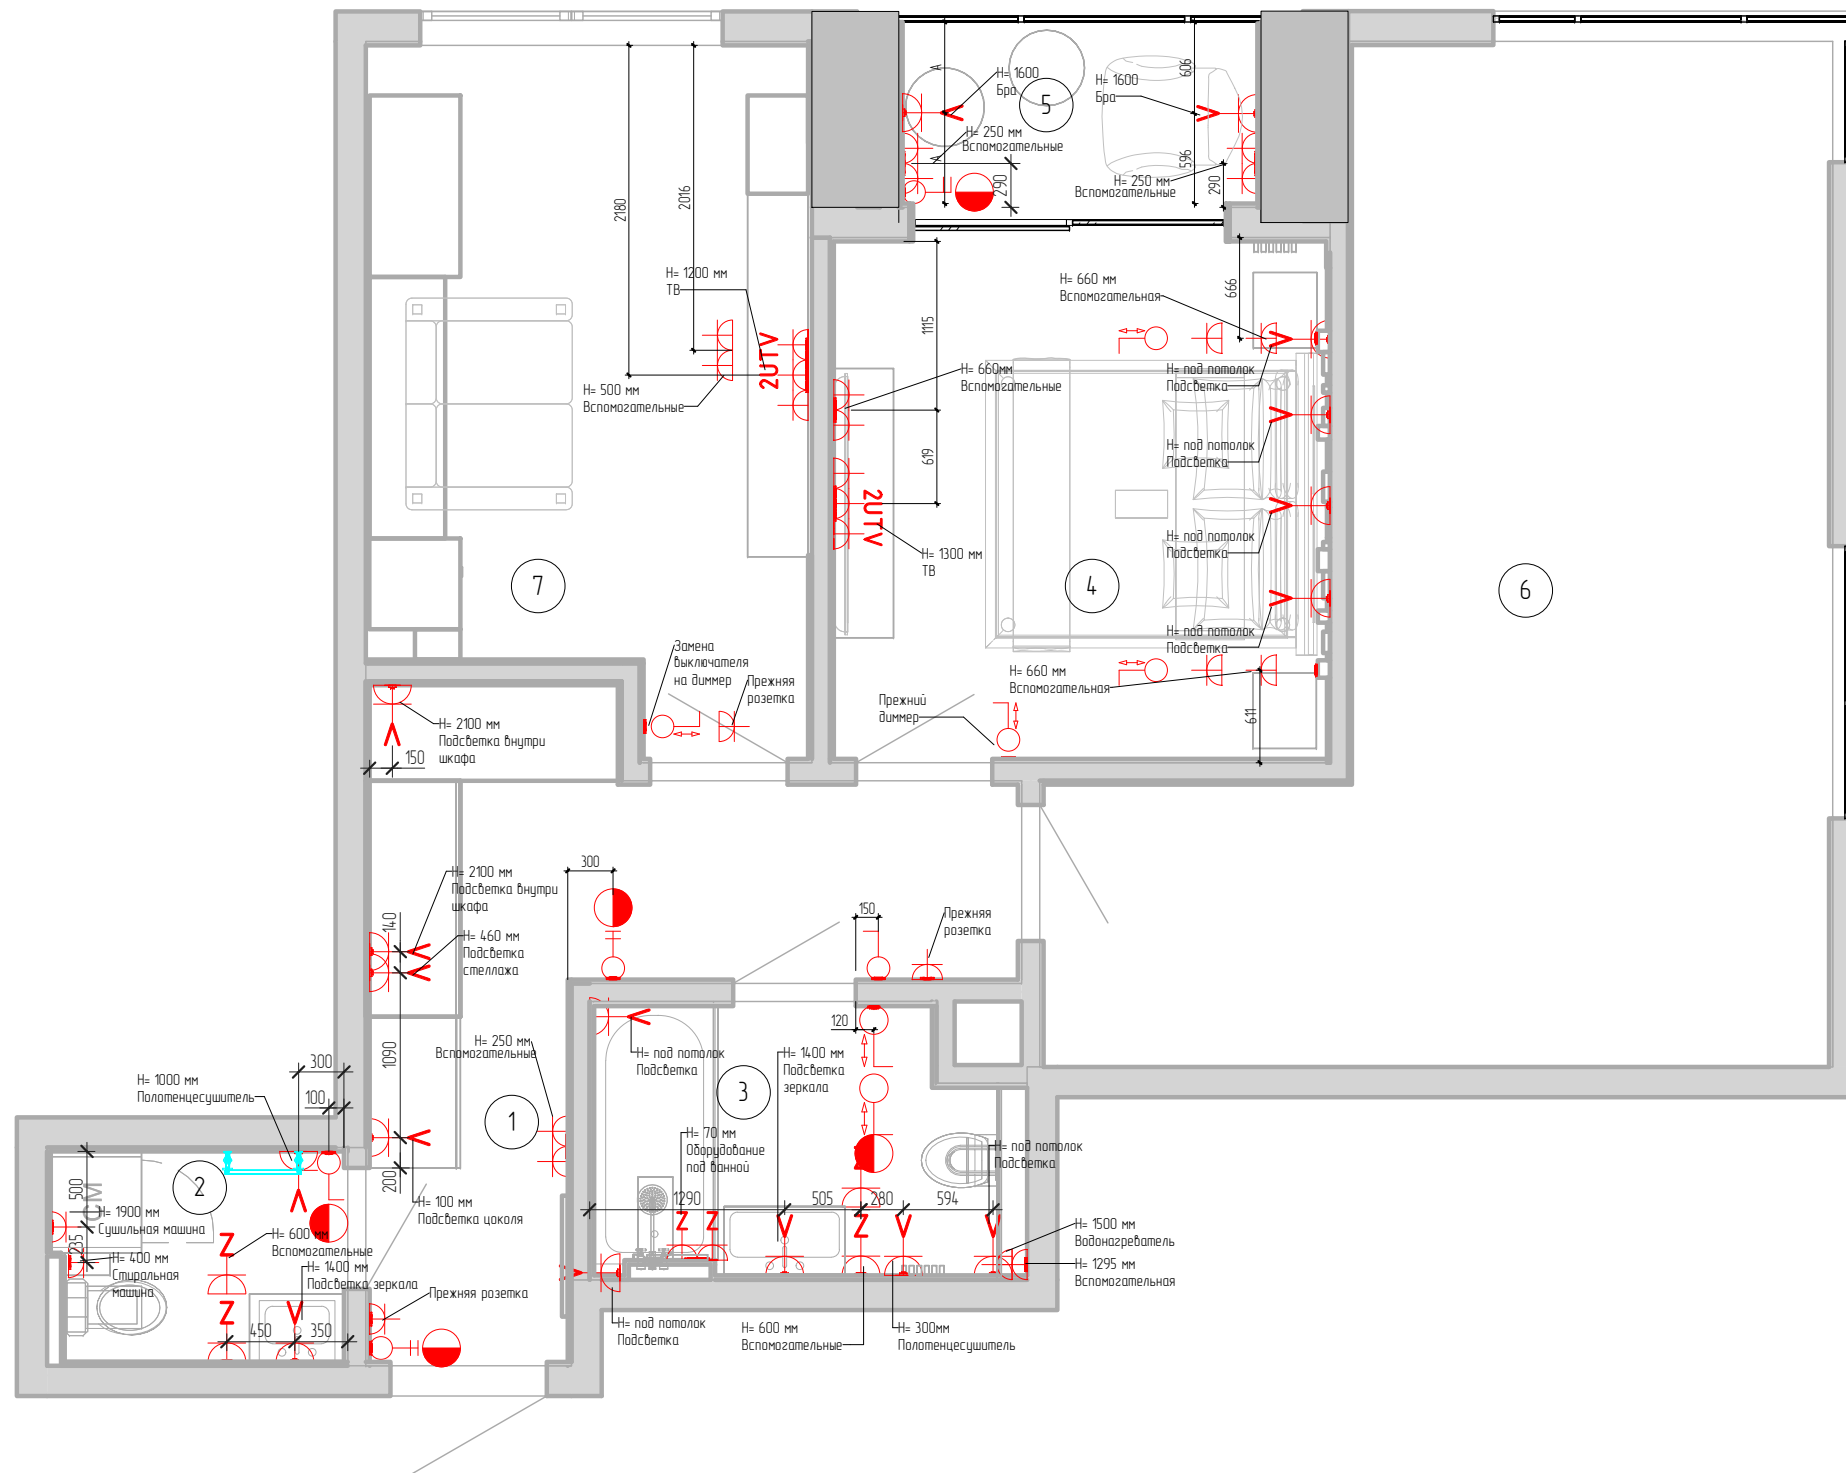 H= 1600
Бра
5
H= 1600
Бра
606
А
H= 250 мм
Вспомогательные
А
596
290
H= 250 мм
Вспомогательные
290
2180
2016
H= 1200 мм
ТВ
2UTV
H= 500 мм
Вспомогательные
7
1115
H= 660мм
Вспомогательные
619
2UTV
H= 1300 мм
ТВ
666
H= 660 мм
Вспомогательная
V
H= под потолок
Подсветка
V
H= под потолок
Подсветка
V
H= под потолок
Подсветка
V
H= под потолок
Подсветка
4
6
H= 660 мм
Вспомогательная
611
Прежний
диммер
Замена
выключателя
на диммер
Прежняя
розетка
H= 2100 мм
Подсветка внутри
шкафа
150
H= 2100 мм
Подсветка внутри
шкафа
140
H= 460 мм
Подсветка
стеллажа
1090
200
300
150
Прежняя
розетка
120
H= 250 мм
Вспомогательные
1
H= под потолок
Подсветка
3
H= 1400 мм
Подсветка
зеркала
H= 70 мм
Оборудование
под ванной
H= под потолок
Подсветка
1290
505
280
594
Z
Z
V
Z
V
V
H= 1500 мм
Водонагреватель
H= 1295 мм
Вспомогательная
H= под потолок
Подсветка
H= 600 мм
Вспомогательные
H= 300мм
Полотенцесушитель
300
100
H= 1000 мм
Полотенцесушитель
2
500
СМ
H= 1900 мм
Сушильная машина
235
H= 400 мм
Стиральная
машина
Z
H= 600 мм
Вспомогательные
H= 1400 мм
Подсветка зеркала
Z
V
450
350
H= 100 мм
Подсветка цоколя
Прежняя розетка